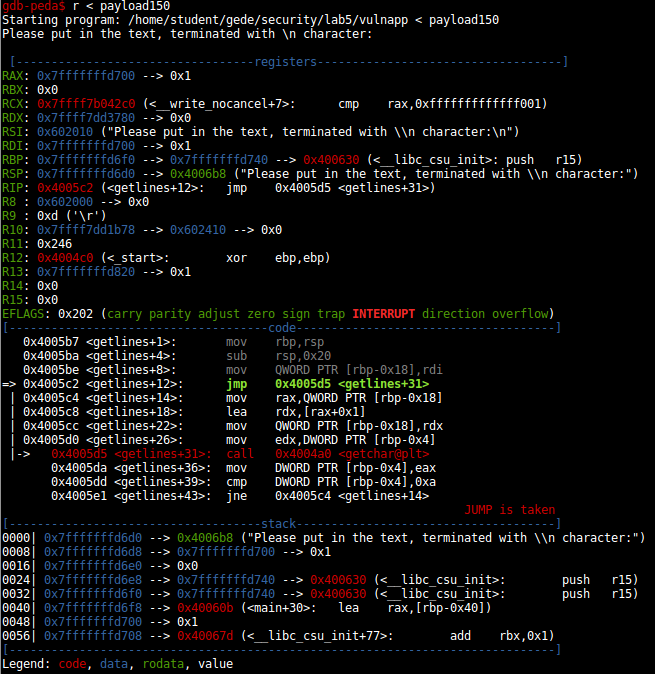 gdb-peda$ r < payload150
Starting program: /home/student/gede/security/lab5/vulnapp < payload150
Please put in the text, terminated with \n character:
[----------------------------------registers-----------------------------------]
RAX: 0x7fffffffd700 --> 0x1
RBX: 0x0
RCX: 0x7ffff7b042c0 (<__write_nocancel+7>: cmp rax,0xfffffffffffff001)
RDX: 0x7ffff7dd3780 --> 0x0
RSI: 0x602010 ("Please put in the text, terminated with \\n character:\n")
RDI: 0x7fffffffd700 --> 0x1
RBP: 0x7fffffffd6f0 --> 0x7fffffffd740 --> 0x400630 (<__libc_csu_init>: push r15)
RSP: 0x7fffffffd6d0 --> 0x4006b8 ("Please put in the text, terminated with \\n character:")
RIP: 0x4005c2 (<getlines+12>: jmp 0x4005d5 <getlines+31>)
R8 : 0x602000 --> 0x0
R9 : 0xd ('\r')
R10: 0x7ffff7dd1b78 --> 0x602410 --> 0x0
R11: 0x246
R12: 0x4004c0 (<_start>: xor ebp,ebp)
R13: 0x7fffffffd820 --> 0x1
R14: 0x0
R15: 0x0
EFLAGS: 0x202 (carry parity adjust zero sign trap INTERRUPT direction overflow)
[-------------------------------------code-------------------------------------]
0x4005b7 <getlines+1>: mov rbp,rsp
0x4005ba <getlines+4>: sub rsp,0x20
0x4005be <getlines+8>: mov QWORD PTR [rbp-0x18],rdi
=> 0x4005c2 <getlines+12>: jmp 0x4005d5 <getlines+31>
| 0x4005c4 <getlines+14>: mov rax,QWORD PTR [rbp-0x18]
| 0x4005c8 <getlines+18>: lea rdx,[rax+0x1]
| 0x4005cc <getlines+22>: mov QWORD PTR [rbp-0x18],rdx
| 0x4005d0 <getlines+26>: mov edx,DWORD PTR [rbp-0x4]
|-> 0x4005d5 <getlines+31>: call 0x4004a0 <getchar@plt>
0x4005da <getlines+36>: mov DWORD PTR [rbp-0x4],eax
0x4005dd <getlines+39>: cmp DWORD PTR [rbp-0x4],0xa
0x4005e1 <getlines+43>: jne 0x4005c4 <getlines+14>
JUMP is taken
[------------------------------------stack-------------------------------------]
0000| 0x7fffffffd6d0 --> 0x4006b8 ("Please put in the text, terminated with \\n character:")
0008| 0x7fffffffd6d8 --> 0x7fffffffd700 --> 0x1
0016| 0x7fffffffd6e0 --> 0x0
0024| 0x7fffffffd6e8 --> 0x7fffffffd740 --> 0x400630 (<__libc_csu_init>: push r15)
0032| 0x7fffffffd6f0 --> 0x7fffffffd740 --> 0x400630 (<__libc_csu_init>: push r15)
0040| 0x7fffffffd6f8 --> 0x40060b (<main+30>: lea rax,[rbp-0x40])
0048| 0x7fffffffd700 --> 0x1
0056| 0x7fffffffd708 --> 0x40067d (<__libc_csu_init+77>: add rbx,0x1)
[------------------------------------------------------------------------------]
Legend: code, data, rodata, value